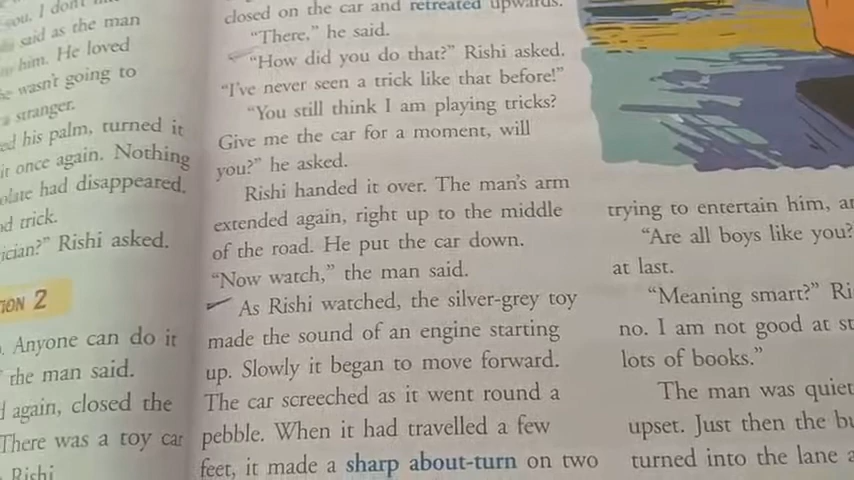 you. I don't
said as the man
him. He loved
wasn't going to
a stranger.
his palm, turned it
it once again. Nothing
had disappeared.
trick.
Rishi asked.
2
Anyone can do it
the man said.
again, closed the
There was a toy car
Rishi
closed on the car and retreated upwards.
"There," he said.
"How did you do that?" Rishi asked.
"I've never seen a trick like that before!"
"You still think I am playing tricks?
Give me the car for a moment, will
you?" he asked.
Rishi handed it over. The man's arm
extended again, right up to the middle
of the road. He put the car down.
"Now watch," the man said.
As Rishi watched, the silver-grey toy
made the sound of an engine starting
up. Slowly it began to move forward.
The car screeched as it went round a
pebble. When it had travelled a few
feet, it made a sharp about-turn on two
trying to entertain him,
"Are all boys like you?
at last.
"Meaning smart?"
no. I am not good at
lots of books."
The man was quiet
upset. Just then the
turned into the lane